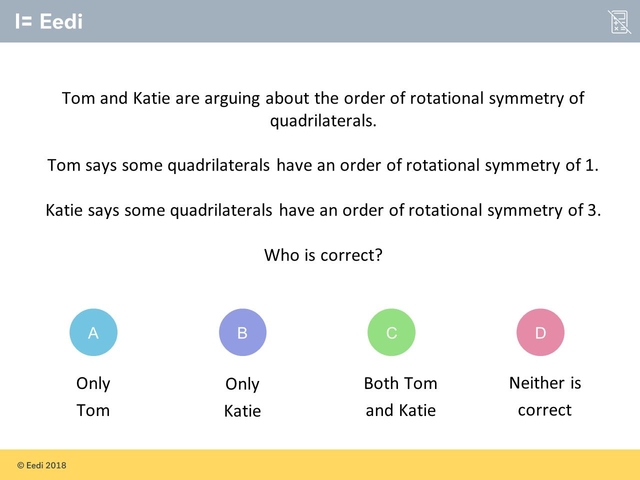 I= Eedi
Tom and Katie are arguing about the order of rotational symmetry of
quadrilaterals.
Tom says some quadrilaterals have an order of rotational symmetry of 1.
Katie says some quadrilaterals have an order of rotational symmetry of 3.
Who is correct?
A B C D
Only Only Both Tom Neither is
Tom Katie and Katie correct
© Eedi 2018